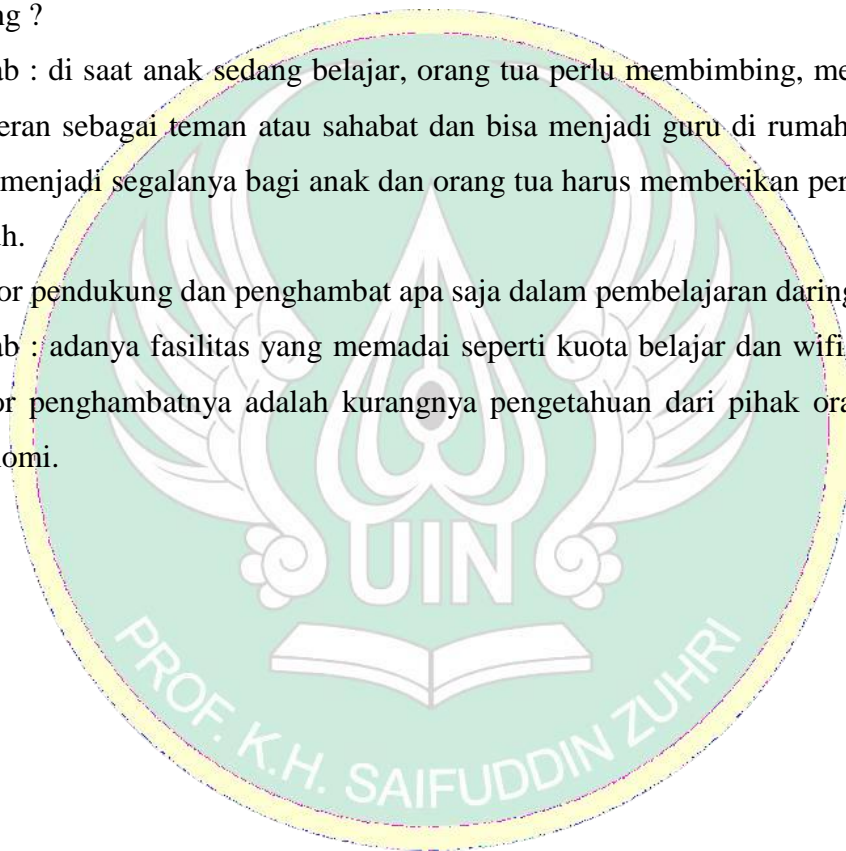 ng ?
ab : di saat anak sedang belajar, orang tua perlu membimbing, me
eran sebagai teman atau sahabat dan bisa menjadi guru di rumah
menjadi segalanya bagi anak dan orang tua harus memberikan per
h.
or pendukung dan penghambat apa saja dalam pembelajaran daring
ab : adanya fasilitas yang memadai seperti kuota belajar dan wifi
or penghambatnya adalah kurangnya pengetahuan dari pihak ora
omi.
UIN
PROF. K.H. SAIFUDDIN ZUHRI